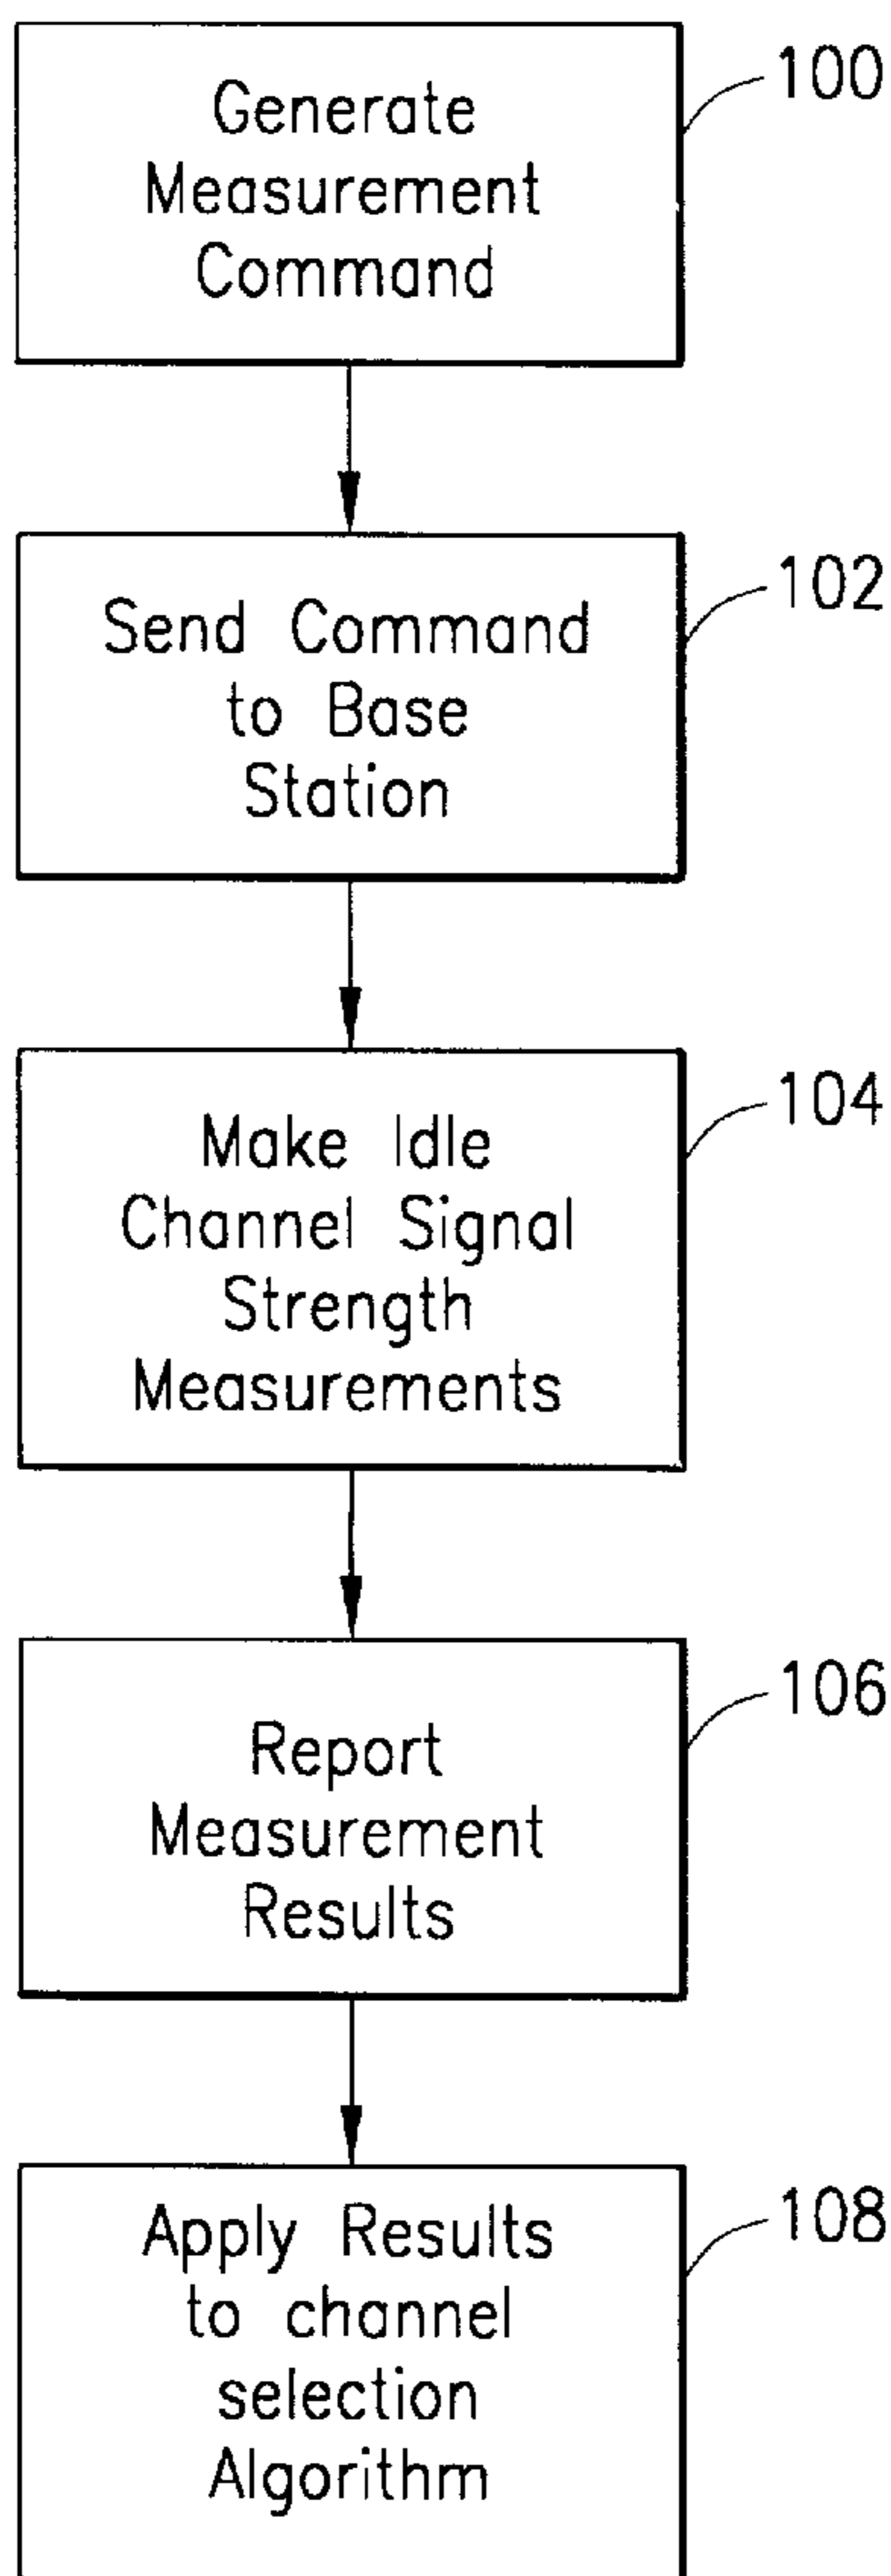 100
Generate
Measurement
Command
102
Send Command
to Base
Station
104
Make Idle
Channel Signal
Strength
Measurements
106
Report
Measurement
Results
108
Apply Results
to channel
selection
Algorithm